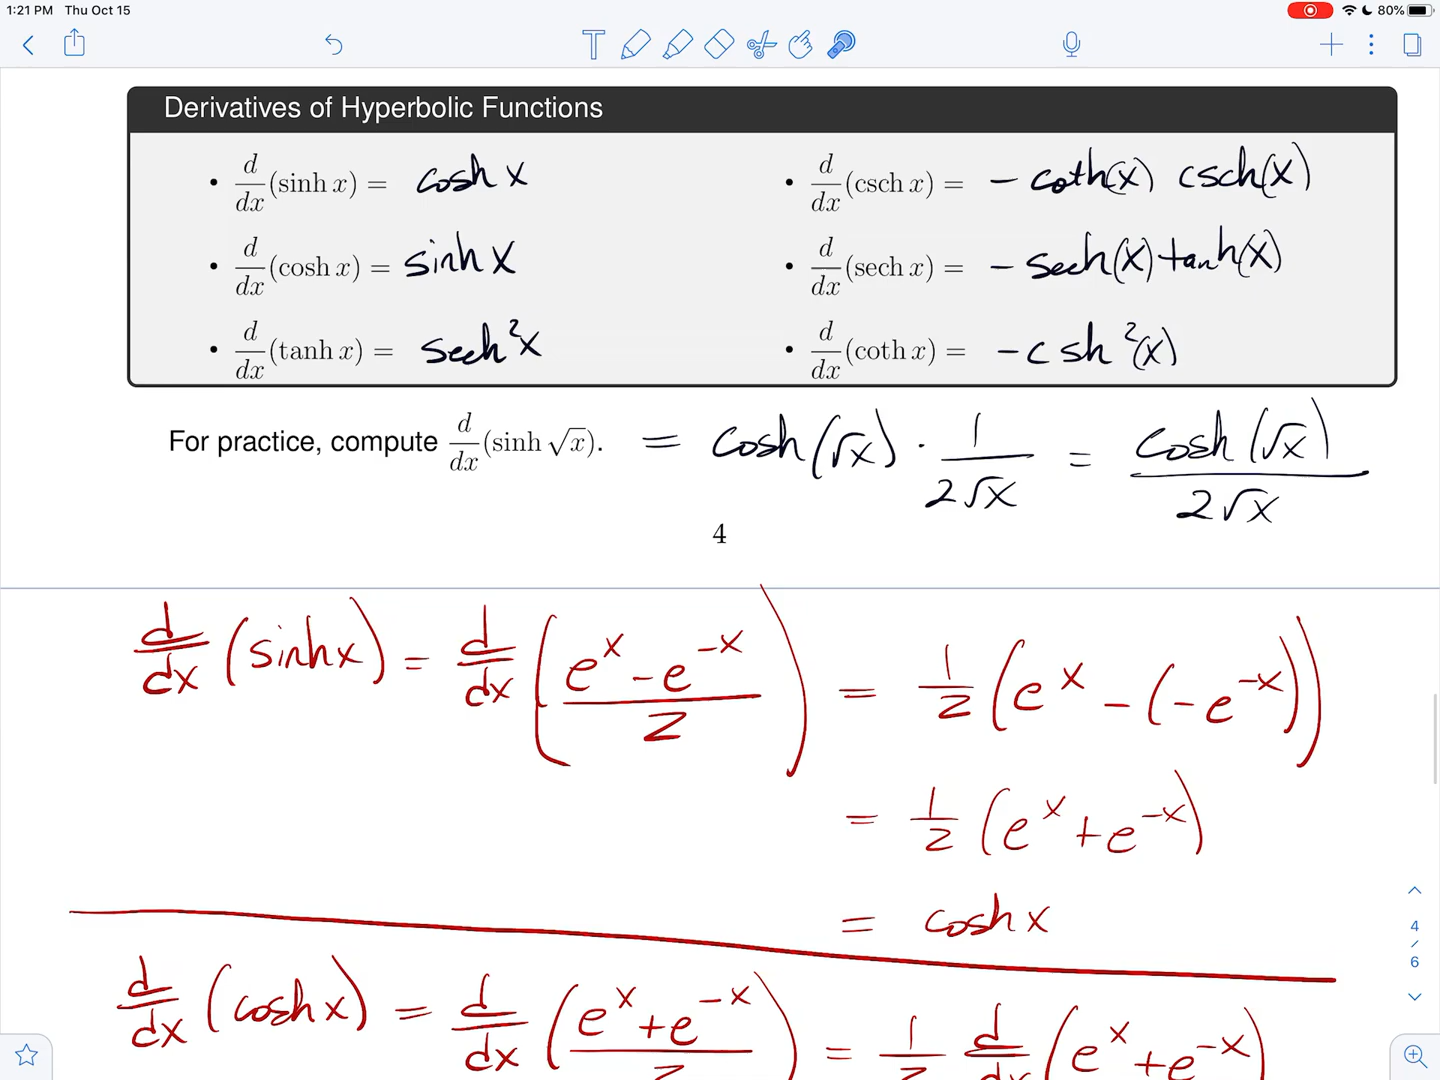 1:21 PM Thu Oct 15 80%
T
Derivatives of Hyperbolic Functions
• d/dx (sinh x) = cosh x
• d/dx (csch x) = - coth(x) csch(x)
• d/dx (cosh x) = sinh x
• d/dx (sech x) = - sech(x) tanh(x)
• d/dx (tanh x) = sech²x
• d/dx (coth x) = -csh²(x)
For practice, compute d/dx (sinh √x). = cosh(√x) · 1/(2√x) = cosh(√x)/(2√x)
4
d/dx (sinhx) = d/dx ((e^x - e^-x)/2) = 1/2 (e^x - (-e^-x))
= 1/2 (e^x + e^-x)
= coshx
d/dx (coshx) = d/dx ((e^x + e^-x)/2) = 1/2 d/dx (e^x + e^-x)
4
/
6